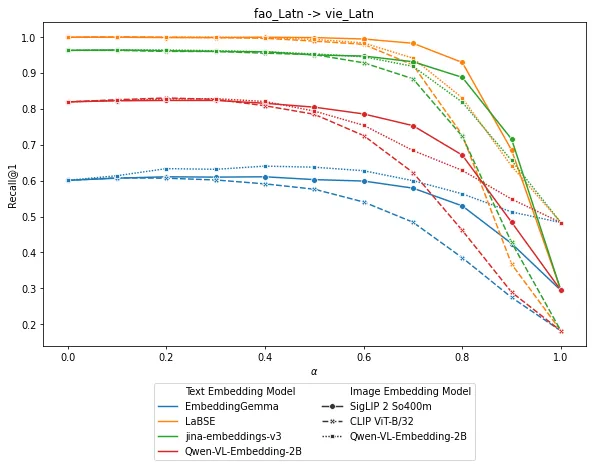 fao_Latn -> vie_Latn
1.0
0.9
0.8
0.7
0.6
0.5
0.4
0.3
0.2
Recall@1
0.0 0.2 0.4 0.6 0.8 1.0
α
Text Embedding Model Image Embedding Model
EmbeddingGemma SigLIP 2 So400m
LaBSE CLIP ViT-B/32
jina-embeddings-v3 Qwen-VL-Embedding-2B
Qwen-VL-Embedding-2B